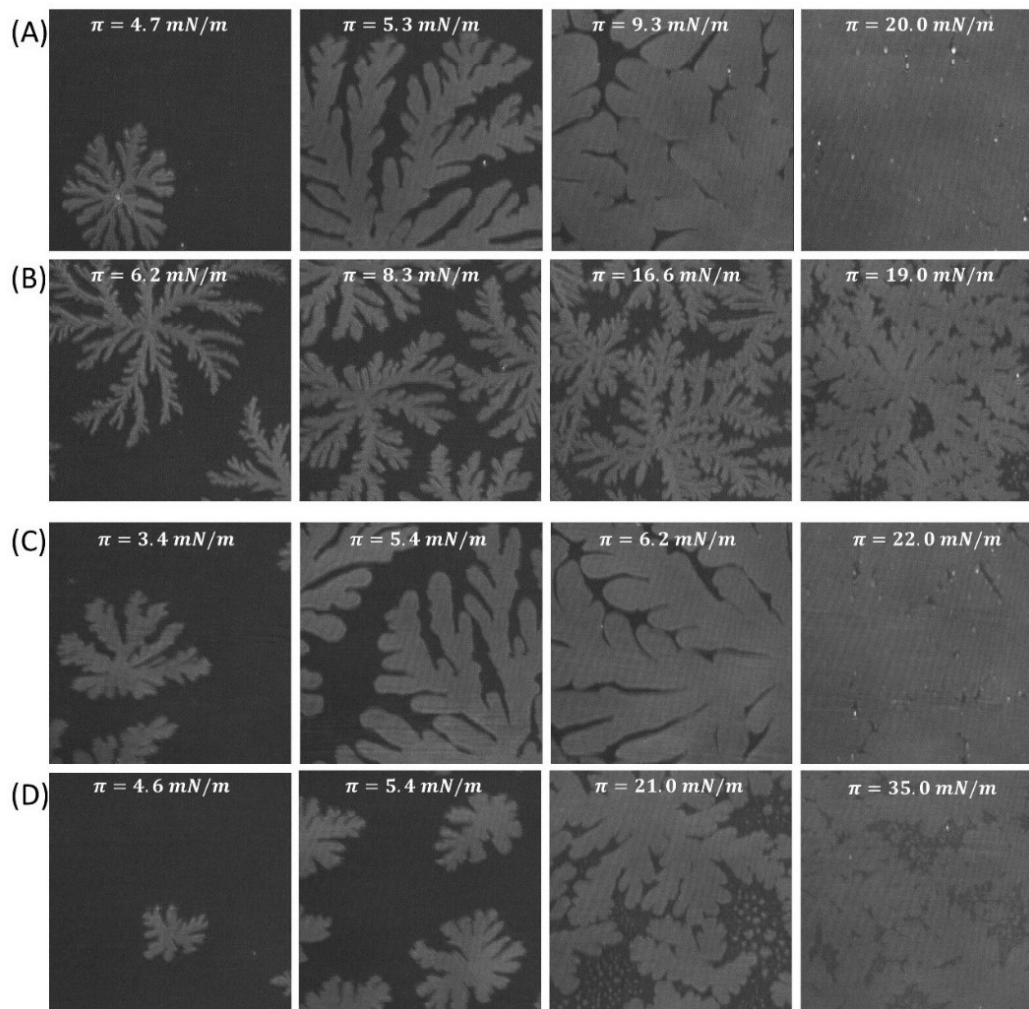 (A) π = 4.7 mN/m π = 5.3 mN/m π = 9.3 mN/m π = 20.0 mN/m
(B) π = 6.2 mN/m π = 8.3 mN/m π = 16.6 mN/m π = 19.0 mN/m
(C) π = 3.4 mN/m π = 5.4 mN/m π = 6.2 mN/m π = 22.0 mN/m
(D) π = 4.6 mN/m π = 5.4 mN/m π = 21.0 mN/m π = 35.0 mN/m